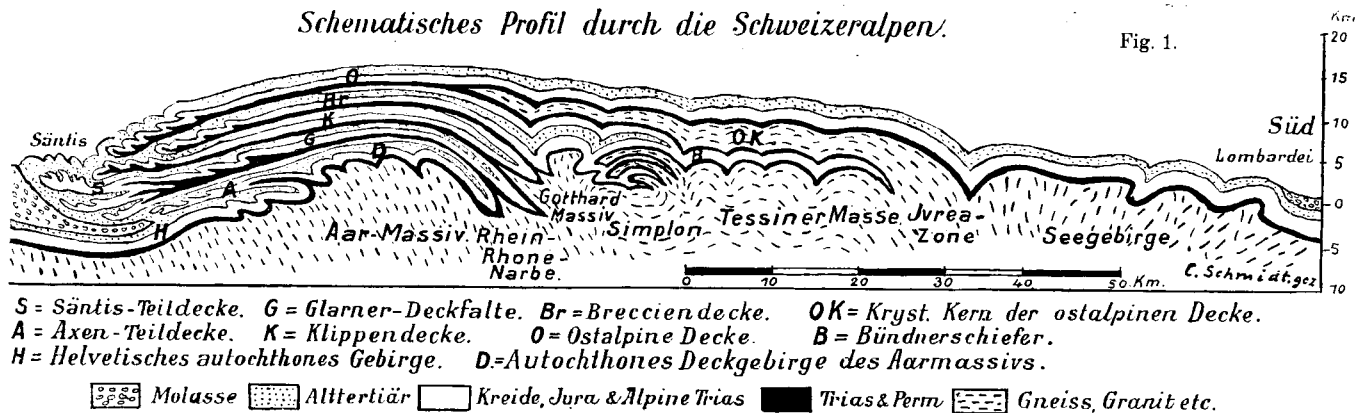 Schematisches Profil durch die Schweizeralpen.
Fig. 1.
Km.
20
15
10
5
0
5
10
Säntis
Süd
Lombardei
O
Hr
K
G
D
S
A
H
OK
B
Gotthard
Massiv
Simplon
Aar-Massiv.
Rhein-
Rhone-
Narbe.
Tessiner Masse
Jvrea-
Zone
Seegebirge
0 10 20 30 40 50 Km.
C. Schmidt. gez
S = Säntis-Teildecke. G = Glarner-Deckfalte. Br = Brecciendecke. OK = Kryst. Kern der ostalpinen Decke.
A = Axen-Teildecke. K = Klippendecke. O = Ostalpine Decke. B = Bündnerschiefer.
H = Helvetisches autochthones Gebirge. D.= Autochthones Deckgebirge des Aarmassivs.
Molasse Alttertiär Kreide, Jura & Alpine Trias Trias & Perm Gneiss, Granit etc.